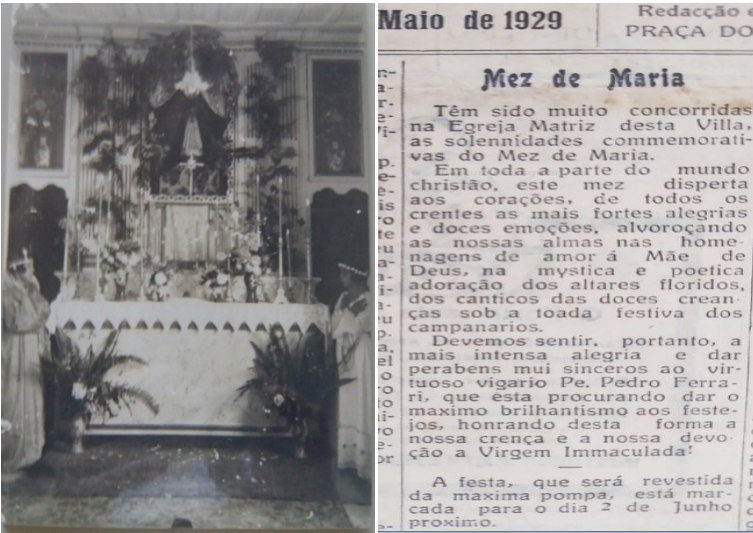 Maio de 1929
Redacção
PRAÇA DO
Mez de Maria
Têm sido muito concorridas
na Egreja Matriz desta Villa,
as solennidades commemorati-
vas do Mez de Maria.
Em toda a parte do mundo
christão, este mez disperta
aos corações, de todos os
crentes as mais fortes alegrias
e doces emoções, alvoroçando
as nossas almas nas home-
nagens de amor á Mãe de
Deus, na mystica e poetica
adoração dos altares floridos,
dos canticos das doces crean-
ças sob a toada festiva dos
campanarios.
Devemos sentir, portanto, a
mais intensa alegria e dar
perabens mui sinceros ao vir-
tuoso vigario Pe. Pedro Ferra-
ri, que esta procurando dar o
maximo brilhantismo aos feste-
jos, honrando desta forma a
nossa crença e a nossa devo-
ção a Virgem Immaculada!
A festa, que será revestida
da maxima pompa, está mar-
cada para o dia 2 de Junho
proximo.